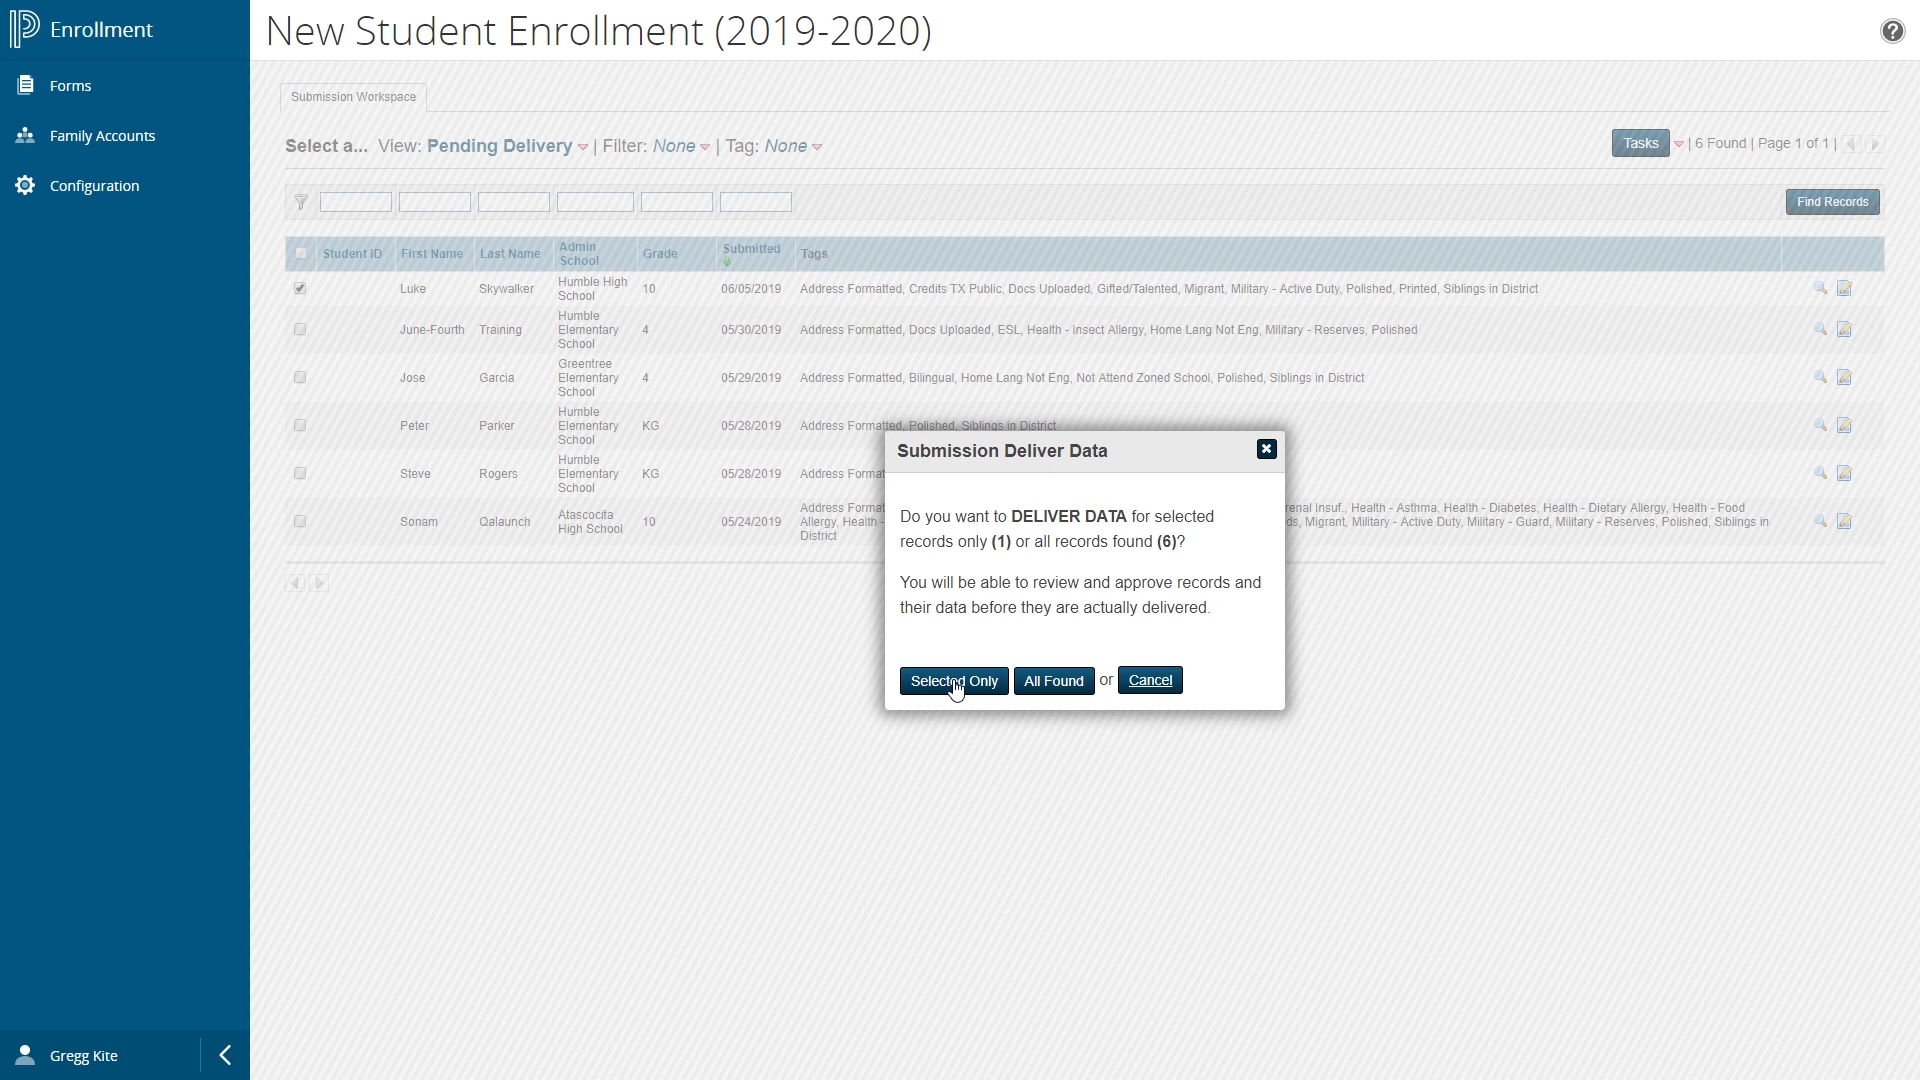 Enrollment
New Student Enrollment (2019-2020)
?
Forms
Family Accounts
Configuration
Submission Workspace
Select a... View: Pending Delivery | Filter: None | Tag: None
Tasks | 6 Found | Page 1 of 1 |
Find Records
Student ID First Name Last Name Admin School Grade Submitted Tags
Luke Skywalker Humble High School 10 06/05/2019 Address Formatted, Credits TX Public, Docs Uploaded, Gifted/Talented, Migrant, Military - Active Duty, Polished, Printed, Siblings in District
June-Fourth Training Humble Elementary School 4 05/30/2019 Address Formatted, Docs Uploaded, ESL, Health - Insect Allergy, Home Lang Not Eng, Military - Reserves, Polished
Jose Garcia Greentree Elementary School 4 05/29/2019 Address Formatted, Bilingual, Home Lang Not Eng, Not Attend Zoned School, Polished, Siblings in District
Peter Parker Humble Elementary School KG 05/28/2019 Address Formatted, Polished, Siblings in District
Steve Rogers Humble Elementary School KG 05/28/2019 Address Format
Sonam Qalaunch Atascocita High School 10 05/24/2019 Address Format
renal Insuf., Health - Asthma, Health - Diabetes, Health - Dietary Allergy, Health - Food
Allergy, Health - ds, Migrant, Military - Active Duty, Military - Guard, Military - Reserves, Polished, Siblings in
District
Submission Deliver Data
Do you want to DELIVER DATA for selected
records only (1) or all records found (6)?
You will be able to review and approve records and
their data before they are actually delivered.
Selected Only All Found or Cancel
Gregg Kite